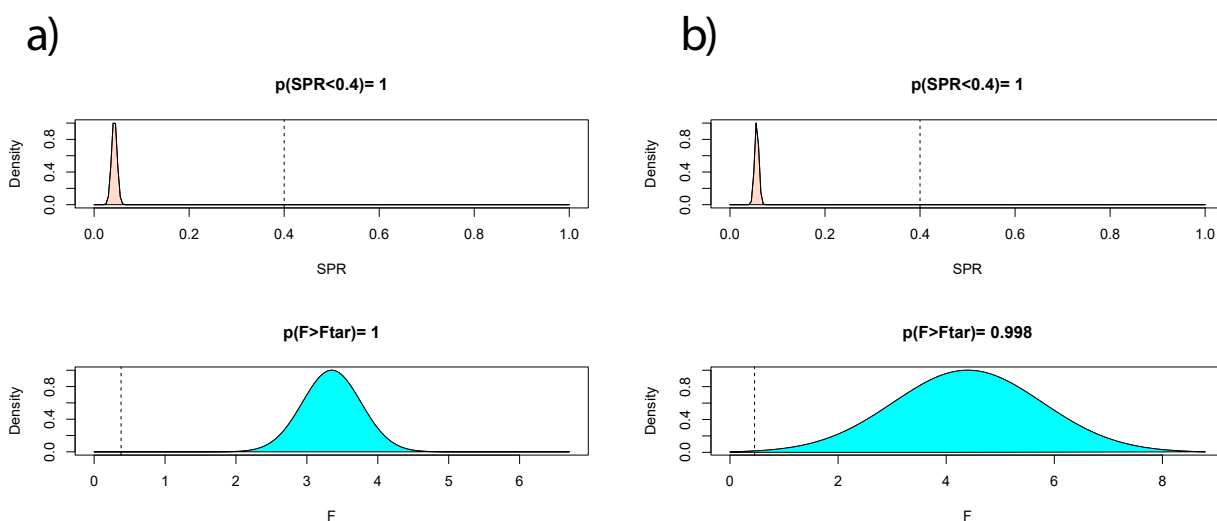 a)
p(SPR<0.4)= 1
Density
0.0 0.4 0.8
0.0 0.2 0.4 0.6 0.8 1.0
SPR
p(F>Ftar)= 1
Density
0.0 0.4 0.8
0 1 2 3 4 5 6
F
b)
p(SPR<0.4)= 1
Density
0.0 0.4 0.8
0.0 0.2 0.4 0.6 0.8 1.0
SPR
p(F>Ftar)= 0.998
Density
0.0 0.4 0.8
0 2 4 6 8
F